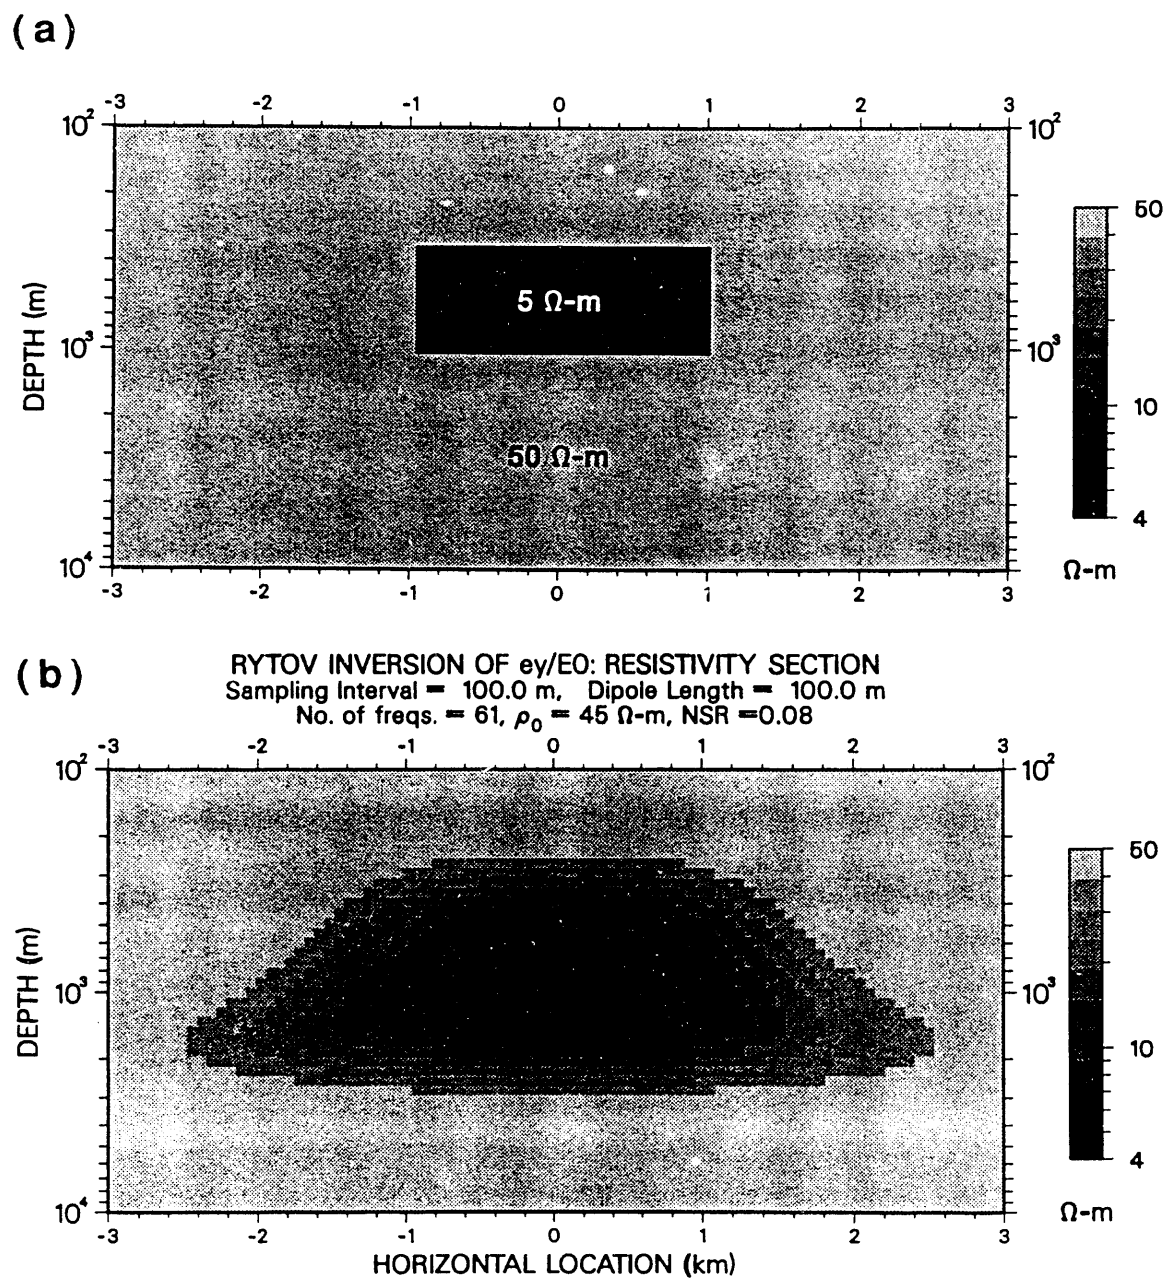 (a)
-3 -2 -1 0 1 2 3
10² 10²
50
5 Ω-m
DEPTH (m)
10³ 10³
10
50 Ω-m
4
10⁴
Ω-m
-3 -2 -1 0 1 2 3
(b)
RYTOV INVERSION OF ey/E0: RESISTIVITY SECTION
Sampling Interval = 100.0 m, Dipole Length = 100.0 m
No. of freqs. = 61, ρ₀ = 45 Ω-m, NSR =0.08
-3 -2 -1 0 1 2 3
10² 10²
50
DEPTH (m)
10³ 10³
10
4
10⁴ 10⁴
Ω-m
-3 -2 -1 0 1 2 3
HORIZONTAL LOCATION (km)